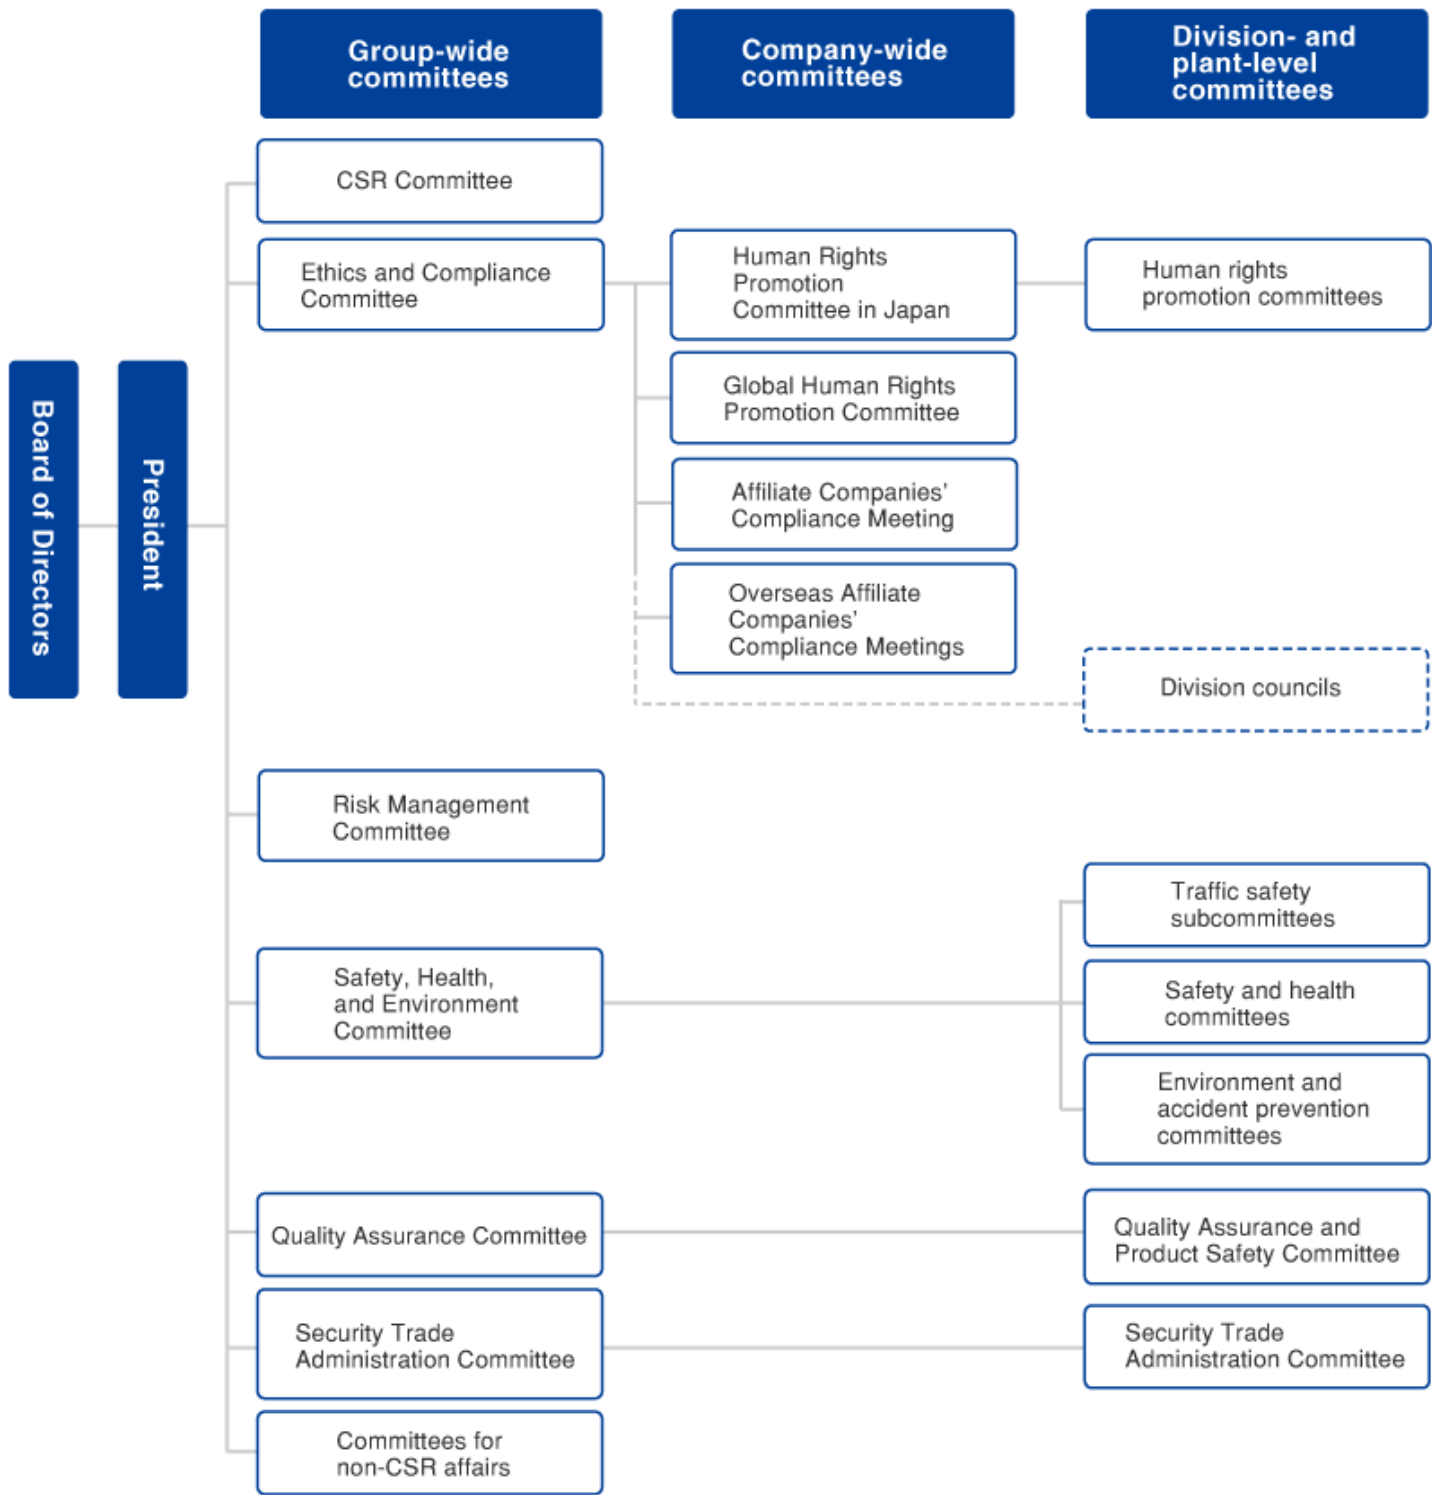 Group-wide
committees
Company-wide
committees
Division- and
plant-level
committees
Board of Directors
President
CSR Committee
Ethics and Compliance
Committee
Human Rights
Promotion
Committee in Japan
Human rights
promotion committees
Global Human Rights
Promotion Committee
Affiliate Companies’
Compliance Meeting
Overseas Affiliate
Companies’
Compliance Meetings
Division councils
Risk Management
Committee
Safety, Health,
and Environment
Committee
Traffic safety
subcommittees
Safety and health
committees
Environment and
accident prevention
committees
Quality Assurance Committee
Quality Assurance and
Product Safety Committee
Security Trade
Administration Committee
Security Trade
Administration Committee
Committees for
non-CSR affairs